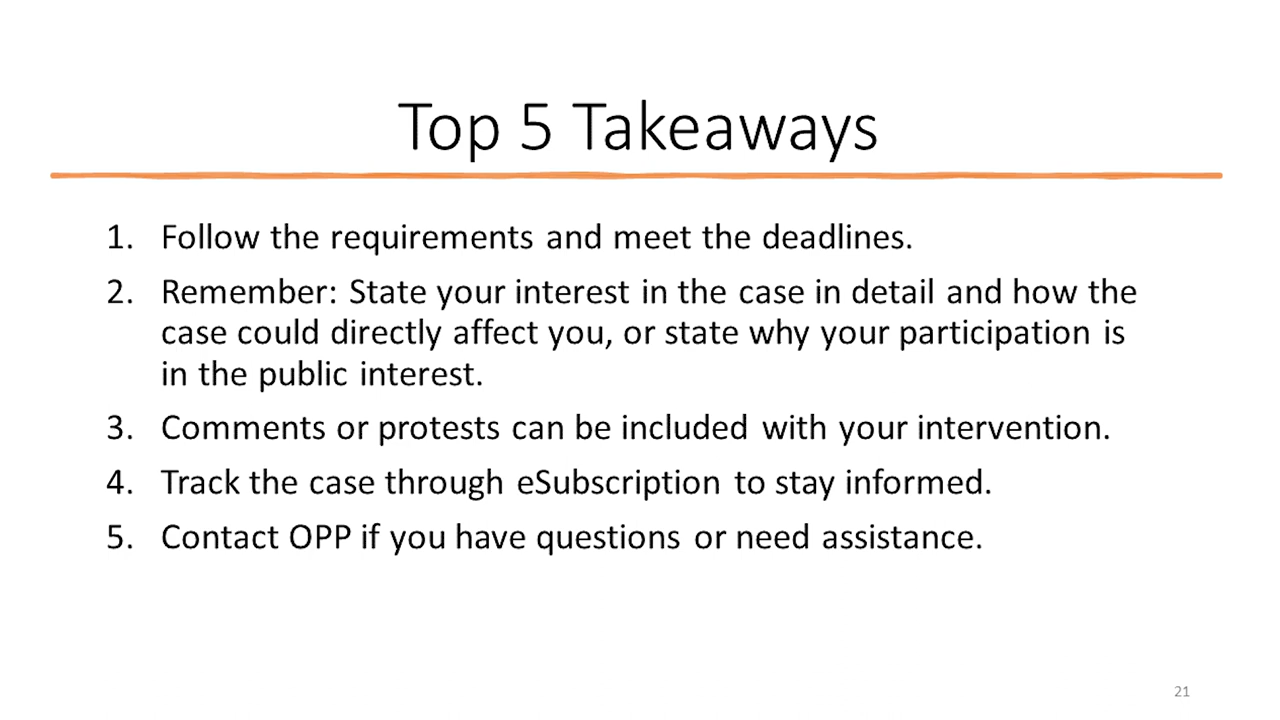 Top 5 Takeaways
1. Follow the requirements and meet the deadlines.
2. Remember: State your interest in the case in detail and how the
case could directly affect you, or state why your participation is
in the public interest.
3. Comments or protests can be included with your intervention.
4. Track the case through eSubscription to stay informed.
5. Contact OPP if you have questions or need assistance.
21